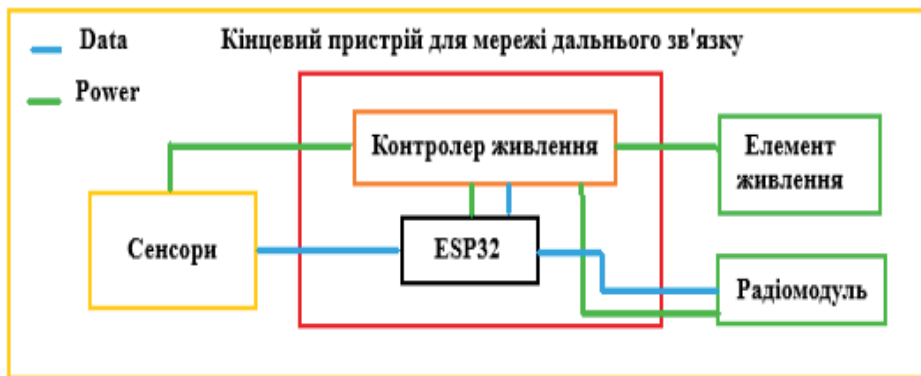 Data
Кінцевий пристрій для мережі дальнього зв'язку
Power
Контролер живлення
Елемент
живлення
Сенсори
ESP32
Радіомодуль